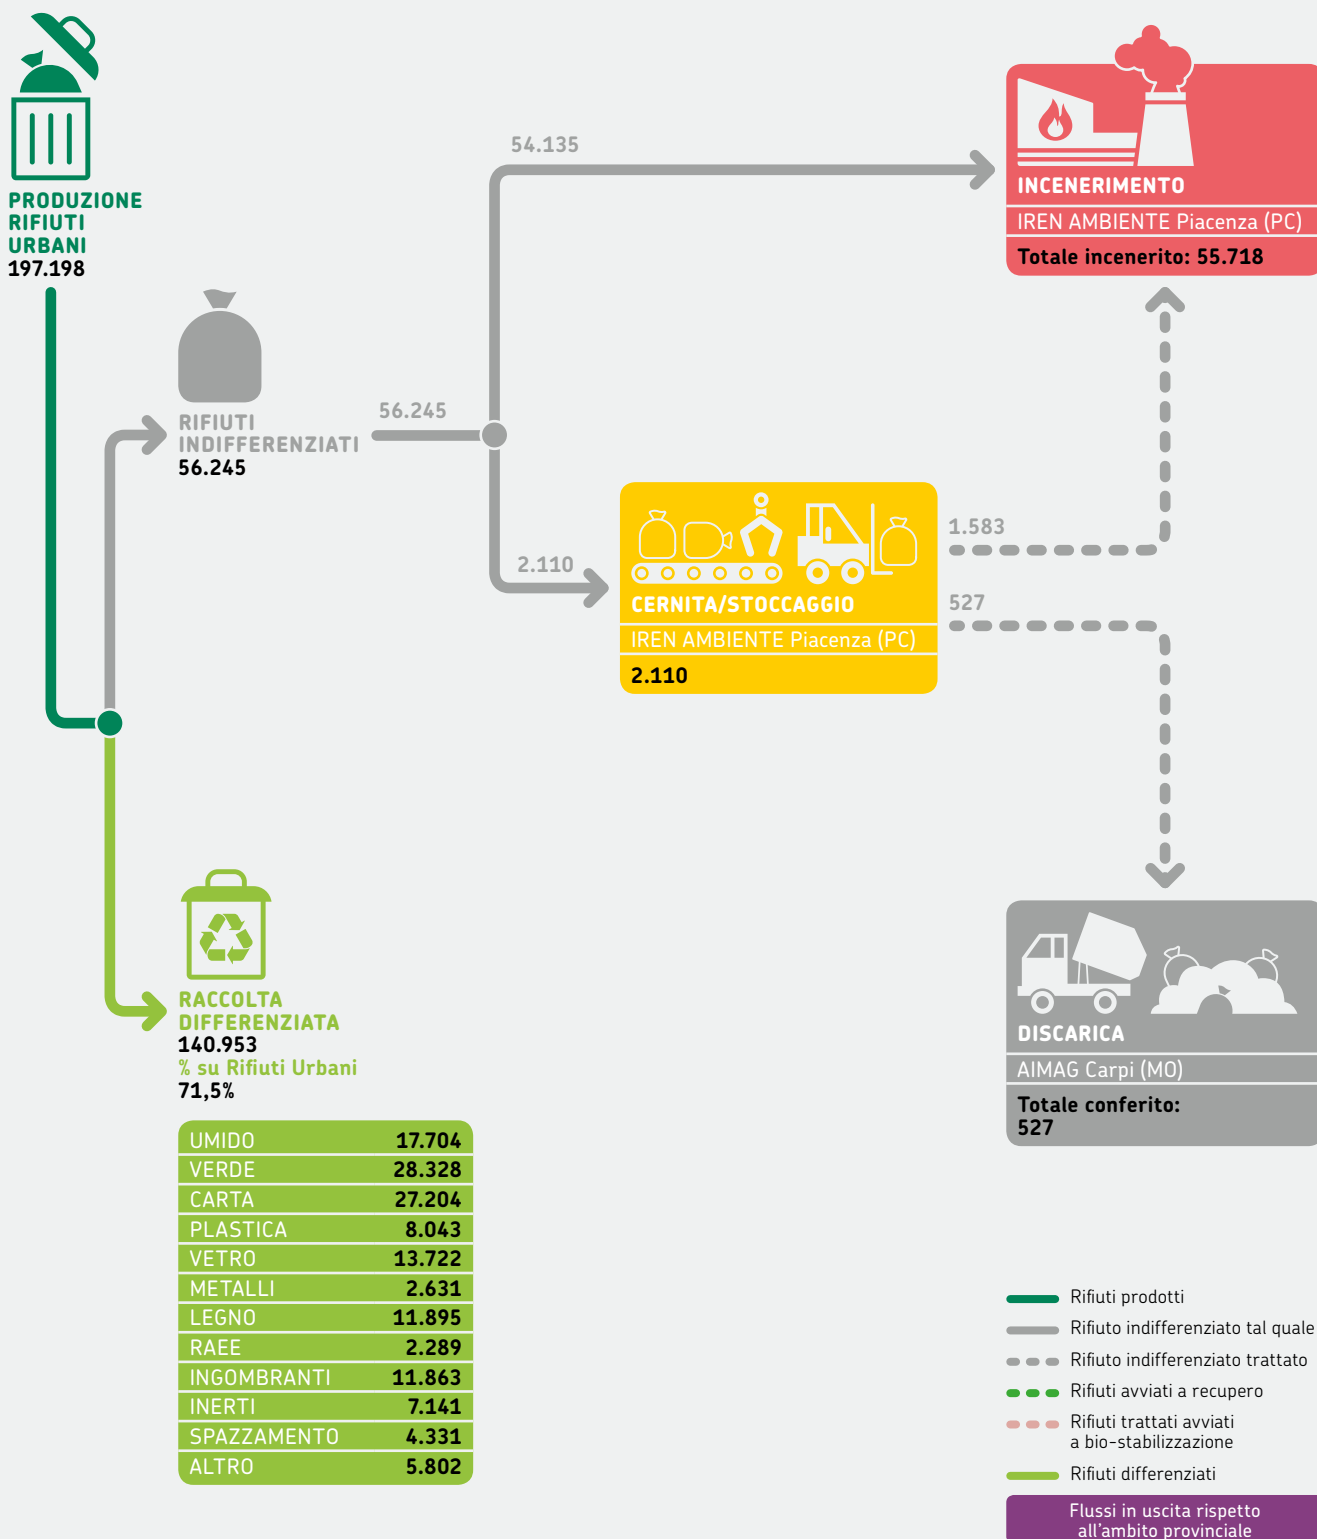 PRODUZIONE
RIFIUTI
URBANI
197.198
RIFIUTI
INDIFFERENZIATI
56.245
56.245
54.135
2.110
INCENERIMENTO
IREN AMBIENTE Piacenza (PC)
Totale incenerito: 55.718
CERNITA/STOCCAGGIO
IREN AMBIENTE Piacenza (PC)
2.110
1.583
527
DISCARICA
AIMAG Carpi (MO)
Totale conferito:
527
RACCOLTA
DIFFERENZIATA
140.953
% su Rifiuti Urbani
71,5%
UMIDO 17.704
VERDE 28.328
CARTA 27.204
PLASTICA 8.043
VETRO 13.722
METALLI 2.631
LEGNO 11.895
RAEE 2.289
INGOMBRANTI 11.863
INERTI 7.141
SPAZZAMENTO 4.331
ALTRO 5.802
Rifiuti prodotti
Rifiuto indifferenziato tal quale
Rifiuto indifferenziato trattato
Rifiuti avviati a recupero
Rifiuti trattati avviati
a bio-stabilizzazione
Rifiuti differenziati
Flussi in uscita rispetto
all'ambito provinciale